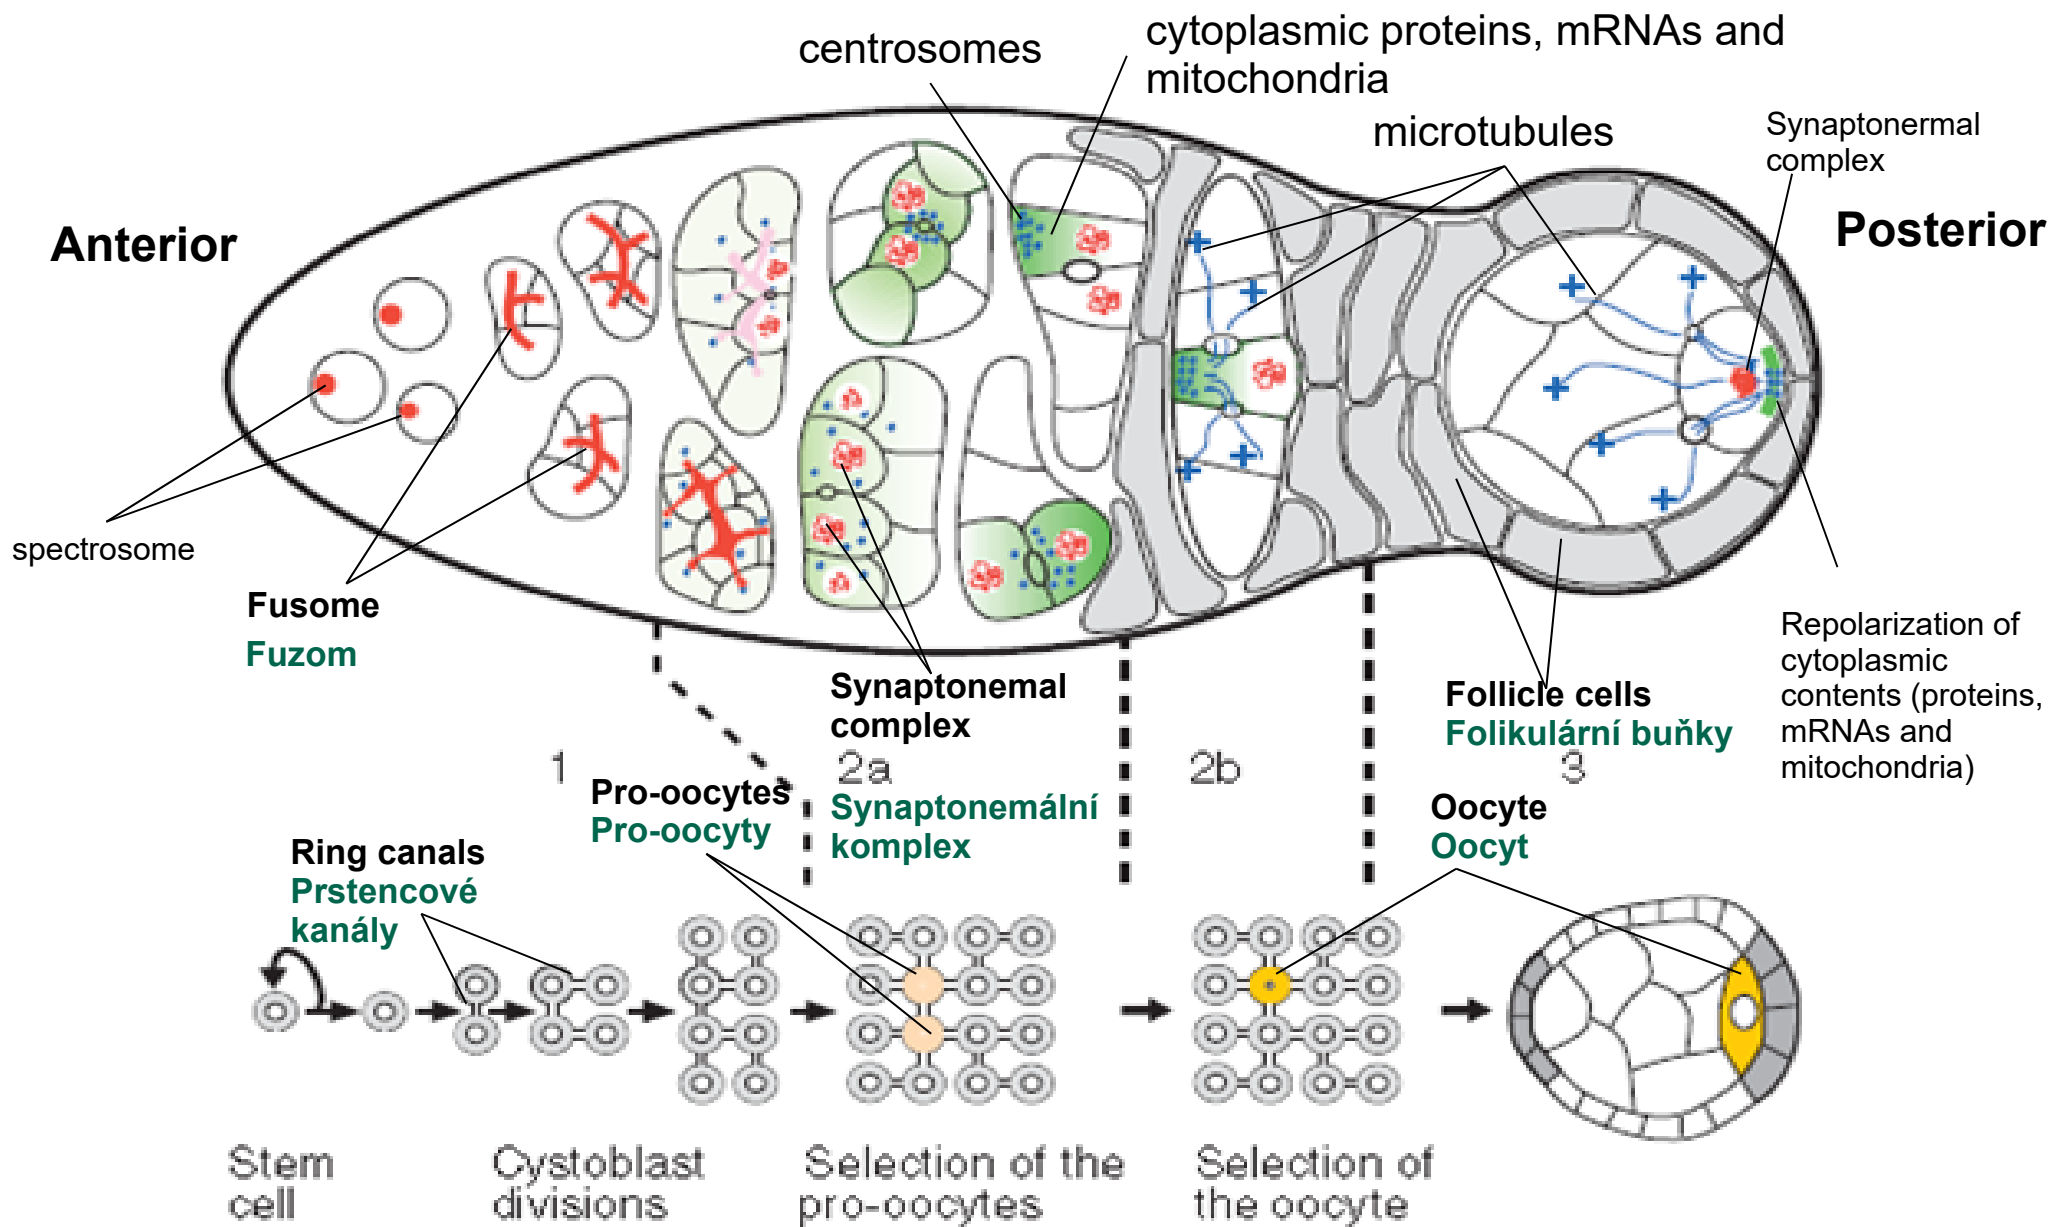 centrosomes
cytoplasmic proteins, mRNAs and
mitochondria
microtubules
Synaptonermal
complex
Anterior
Posterior
spectrosome
Fusome
Fuzom
Synaptonemal
complex
Follicle cells
Folikulární buňky
Repolarization of
cytoplasmic
contents (proteins,
mRNAs and
mitochondria)
1
2a
2b
3
Pro-oocytes
Pro-oocyty
Synaptonemální
komplex
Oocyte
Oocyt
Ring canals
Prstencové
kanály
Stem
cell
Cystoblast
divisions
Selection of the
pro-oocytes
Selection of
the oocyte